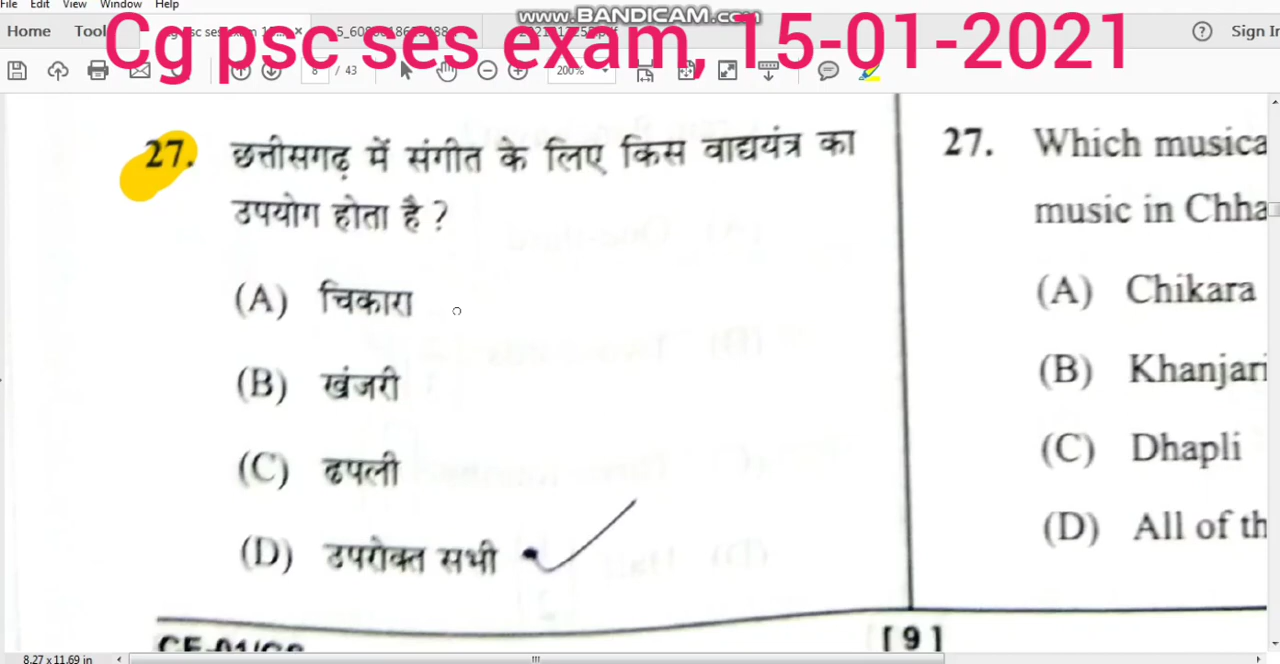 www.BANDICAM.com
File Edit View Window Help
Home
Sign In
Cg psc ses exam, 15-01-2021
8 / 43
200%
27. छत्तीसगढ़ में संगीत के लिए किस वाद्ययंत्र का
उपयोग होता है ?
(A) चिकारा
(B) खंजरी
(C) ढपली
(D) उपरोक्त सभी
27. Which musica
music in Chha
(A) Chikara
(B) Khanjari
(C) Dhapli
(D) All of th
[ 9 ]
8.27 x 11.69 in